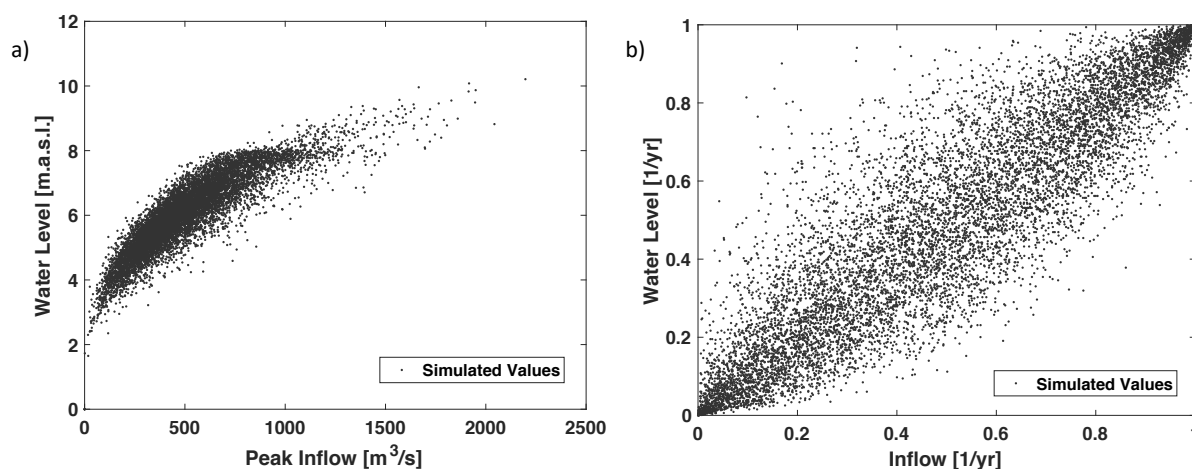 a)
12
10
8
6
4
2
0
Water Level [m.a.s.l.]
0 500 1000 1500 2000 2500
Peak Inflow [m³/s]
Simulated Values
b)
1
0.8
0.6
0.4
0.2
0
Water Level [1/yr]
0 0.2 0.4 0.6 0.8 1
Inflow [1/yr]
Simulated Values